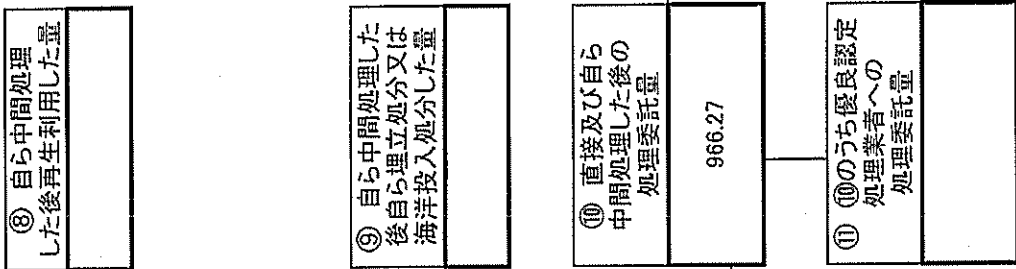 ⑧ 自ら中間処理
した後再生利用した量
⑨ 自ら中間処理した
後自ら埋立処分又は
海洋投入処分した量
⑩ 直接及び自ら
中間処理した後の
処理委託量
966.27
⑪ ⑩のうち優良認定
処理業者への
処理委託量